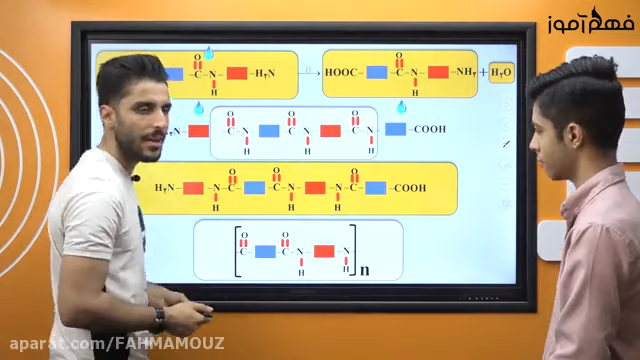 فهم آموز
O H
—C—N— —H₂N → HOOC— —C—N— —NH₂ + H₂O
H
O O O
C—N— —C—N— —C—N —COOH
H H H
O O O
H₂N— —N—C— —C—N— —N—C— —COOH
H H H
O O
[C— —C—N— —N]n
H H
aparat.com/FAHMAMOUZ